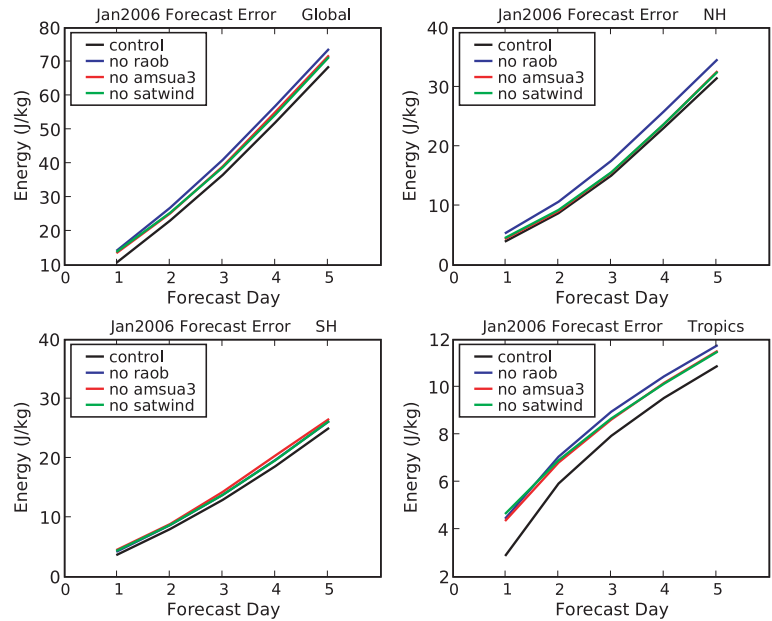 Jan2006 Forecast Error Global
80
70
60
50
40
30
20
10
Energy (J/kg)
control
no raob
no amsua3
no satwind
0 1 2 3 4 5
Forecast Day
Jan2006 Forecast Error NH
40
30
20
10
0
Energy (J/kg)
control
no raob
no amsua3
no satwind
0 1 2 3 4 5
Forecast Day
Jan2006 Forecast Error SH
40
30
20
10
0
Energy (J/kg)
control
no raob
no amsua3
no satwind
0 1 2 3 4 5
Forecast Day
Jan2006 Forecast Error Tropics
12
10
8
6
4
2
Energy (J/kg)
control
no raob
no amsua3
no satwind
0 1 2 3 4 5
Forecast Day